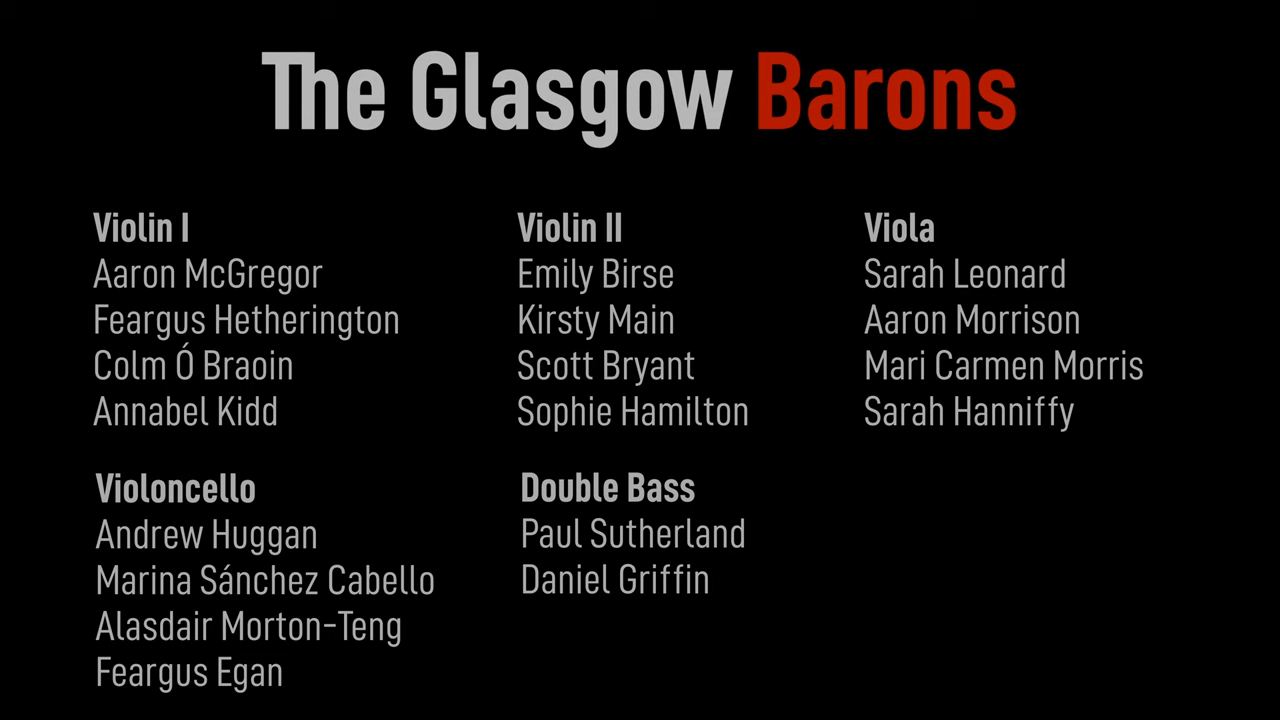 The Glasgow Barons
Violin I
Aaron McGregor
Feargus Hetherington
Colm Ó Braoin
Annabel Kidd
Violin II
Emily Birse
Kirsty Main
Scott Bryant
Sophie Hamilton
Viola
Sarah Leonard
Aaron Morrison
Mari Carmen Morris
Sarah Hanniffy
Violoncello
Andrew Huggan
Marina Sánchez Cabello
Alasdair Morton-Teng
Feargus Egan
Double Bass
Paul Sutherland
Daniel Griffin